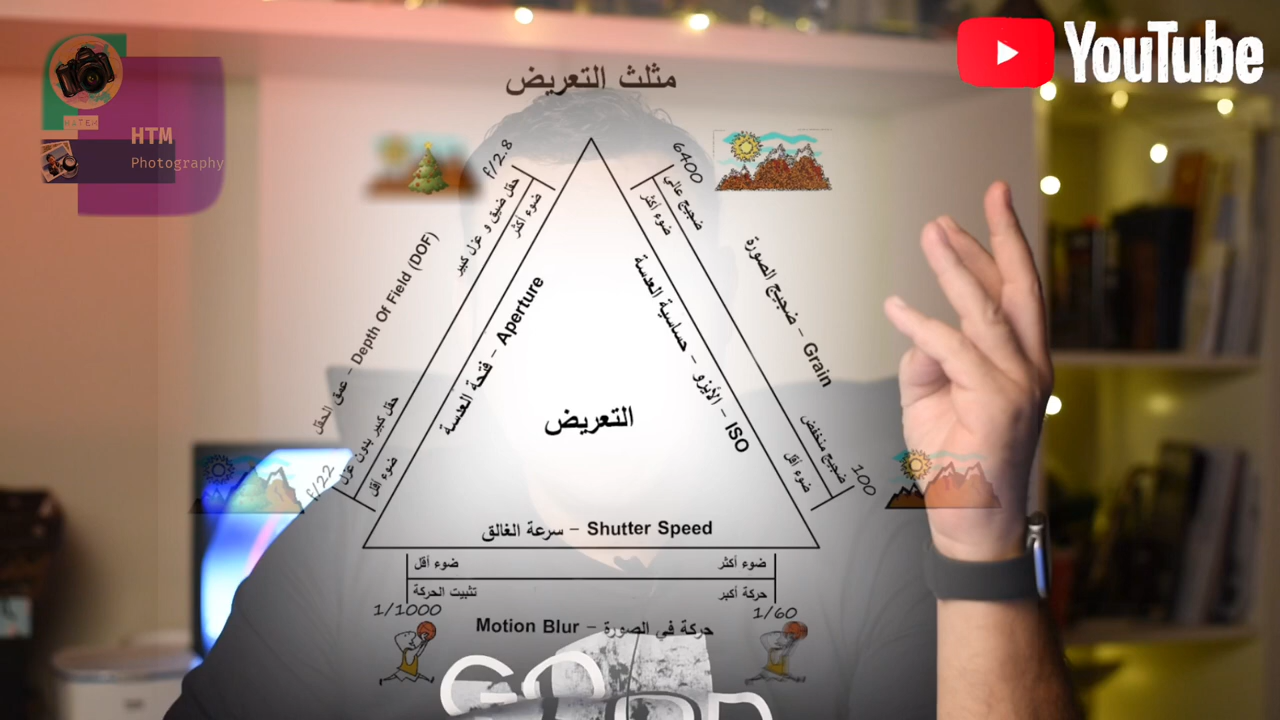 YouTube
HATEM
HTM
Photography
مثلث التعريض
f/2.8
حقل ضيق و عزل كبير
ضوء أكثر
عمق الحقل – Depth Of Field (DOF)
فتحة العدسة – Aperture
f/22
حقل كبير بدون عزل
ضوء أقل
6400
ضجيج عالي
ضوء أكثر
ضجيج الصورة – Grain
حساسية العدسة – الأيزو – ISO
100
ضجيج منخفض
ضوء أقل
التعريض
سرعة الغالق – Shutter Speed
ضوء أقل
ضوء أكثر
تثبيت الحركة
حركة أكبر
1/1000
1/60
Motion Blur – حركة في الصورة